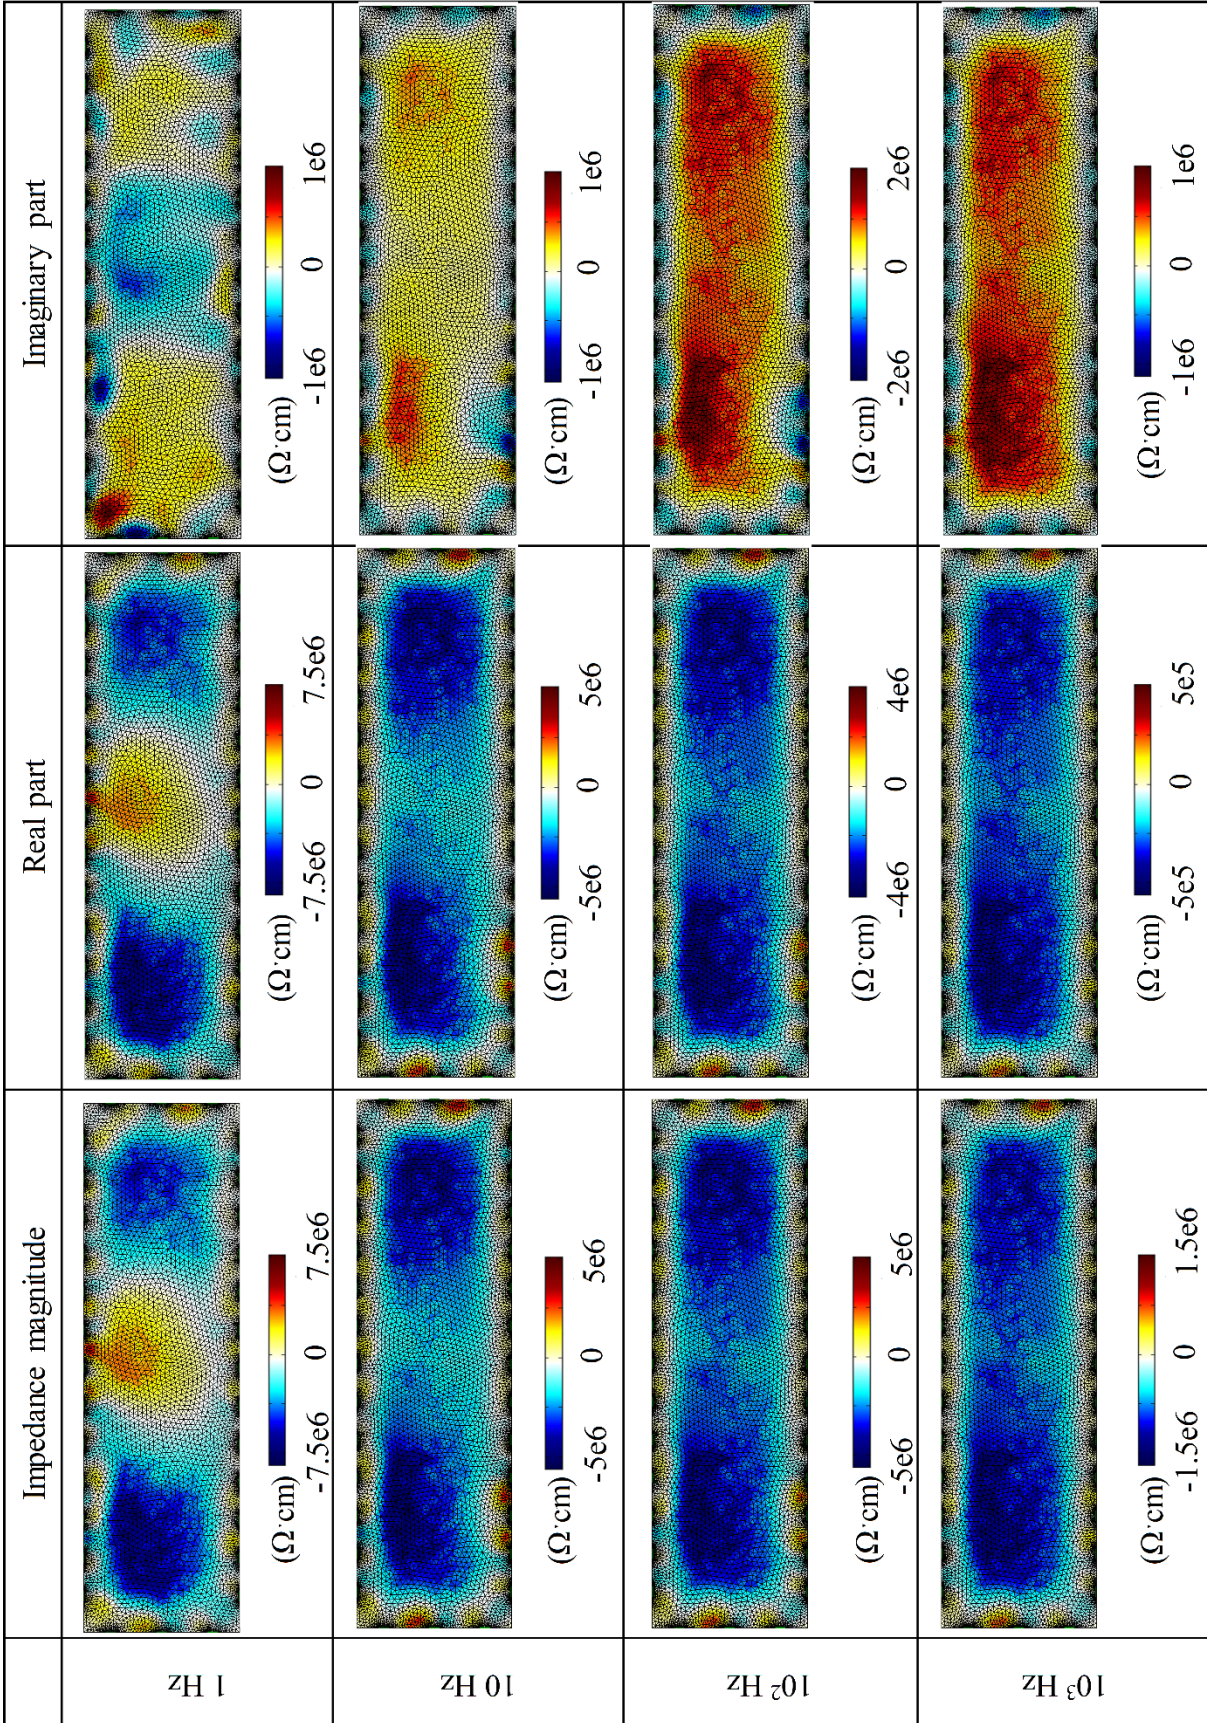 Impedance magnitude Real part Imaginary part
1 Hz
(Ω·cm) -7.5e6 0 7.5e6
(Ω·cm) -7.5e6 0 7.5e6
(Ω·cm) -1e6 0 1e6
10 Hz
(Ω·cm) -5e6 0 5e6
(Ω·cm) -5e6 0 5e6
(Ω·cm) -1e6 0 1e6
10² Hz
(Ω·cm) -5e6 0 5e6
(Ω·cm) -4e6 0 4e6
(Ω·cm) -2e6 0 2e6
10³ Hz
(Ω·cm) -1.5e6 0 1.5e6
(Ω·cm) -5e5 0 5e5
(Ω·cm) -1e6 0 1e6